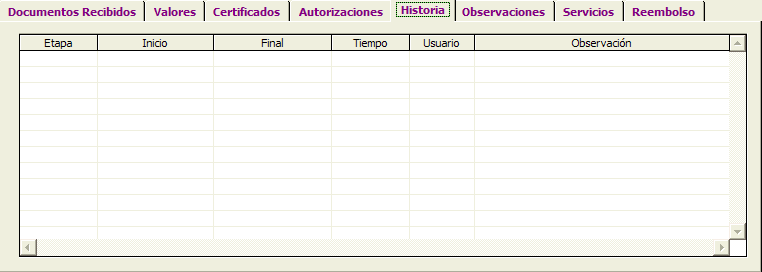 Documentos Recibidos Valores Certificados Autorizaciones Historia Observaciones Servicios Reembolso
Etapa Inicio Final Tiempo Usuario Observación